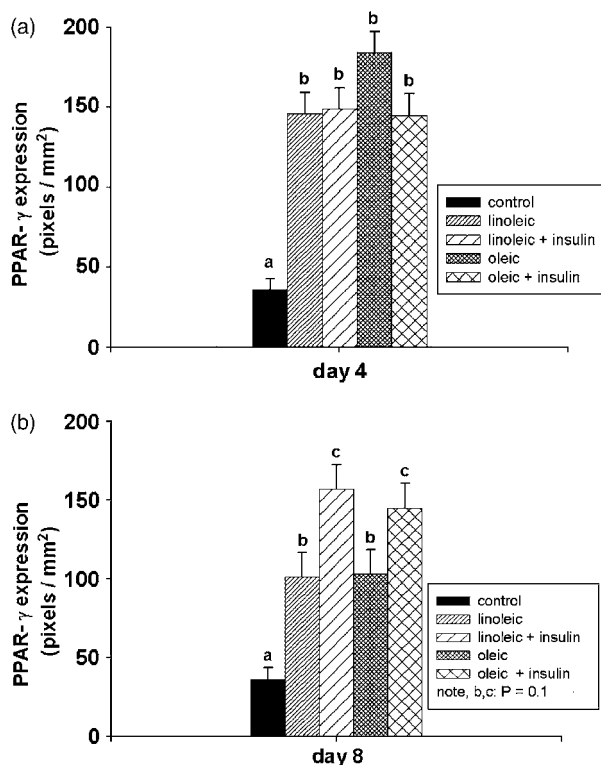 (a)
200
150
100
50
0
PPAR- γ expression
(pixels / mm²)
a
b
b
b
b
control
linoleic
linoleic + insulin
oleic
oleic + insulin
day 4
(b)
200
150
100
50
0
PPAR- γ expression
(pixels / mm²)
a
b
c
b
c
control
linoleic
linoleic + insulin
oleic
oleic + insulin
note, b,c: P = 0.1
day 8